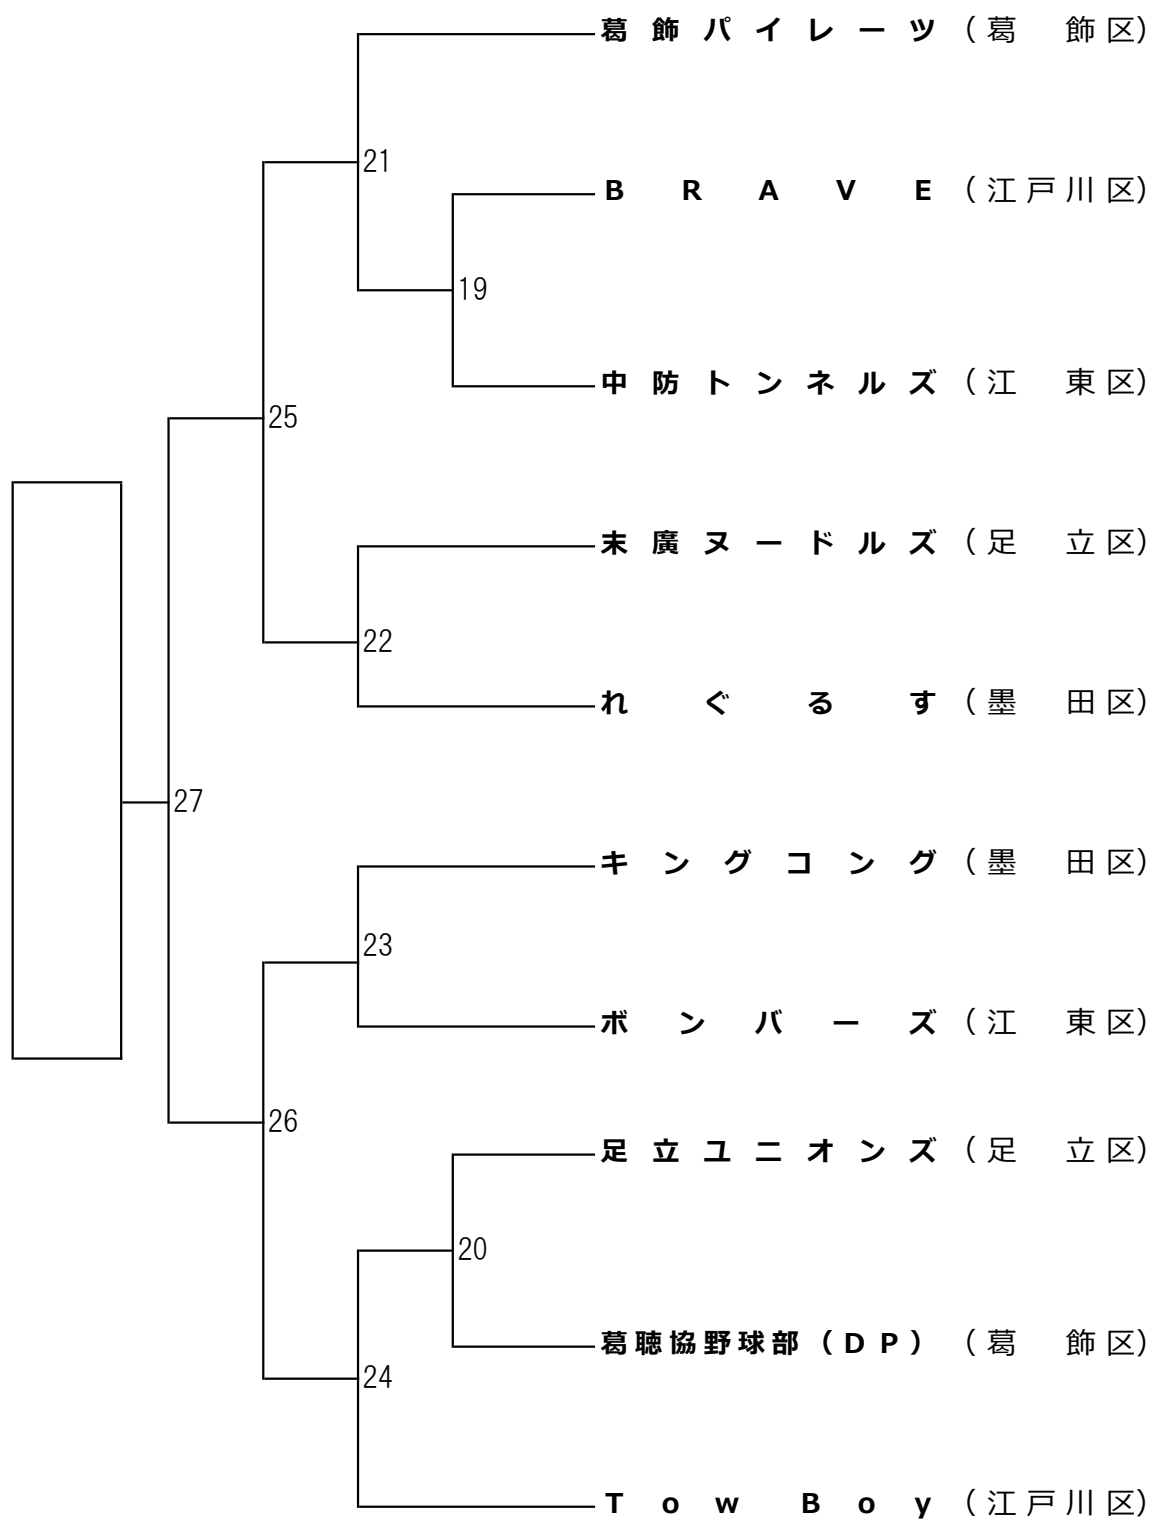 葛飾パイレーツ（葛飾区）
21
BRAVE（江戸川区）
19
中防トンネルズ（江東区）
25
末廣ヌードルズ（足立区）
22
れぐるす（墨田区）
27
キングコング（墨田区）
23
ボンバーズ（江東区）
26
足立ユニオンズ（足立区）
20
葛聴協野球部（DP）（葛飾区）
24
Tow Boy（江戸川区）